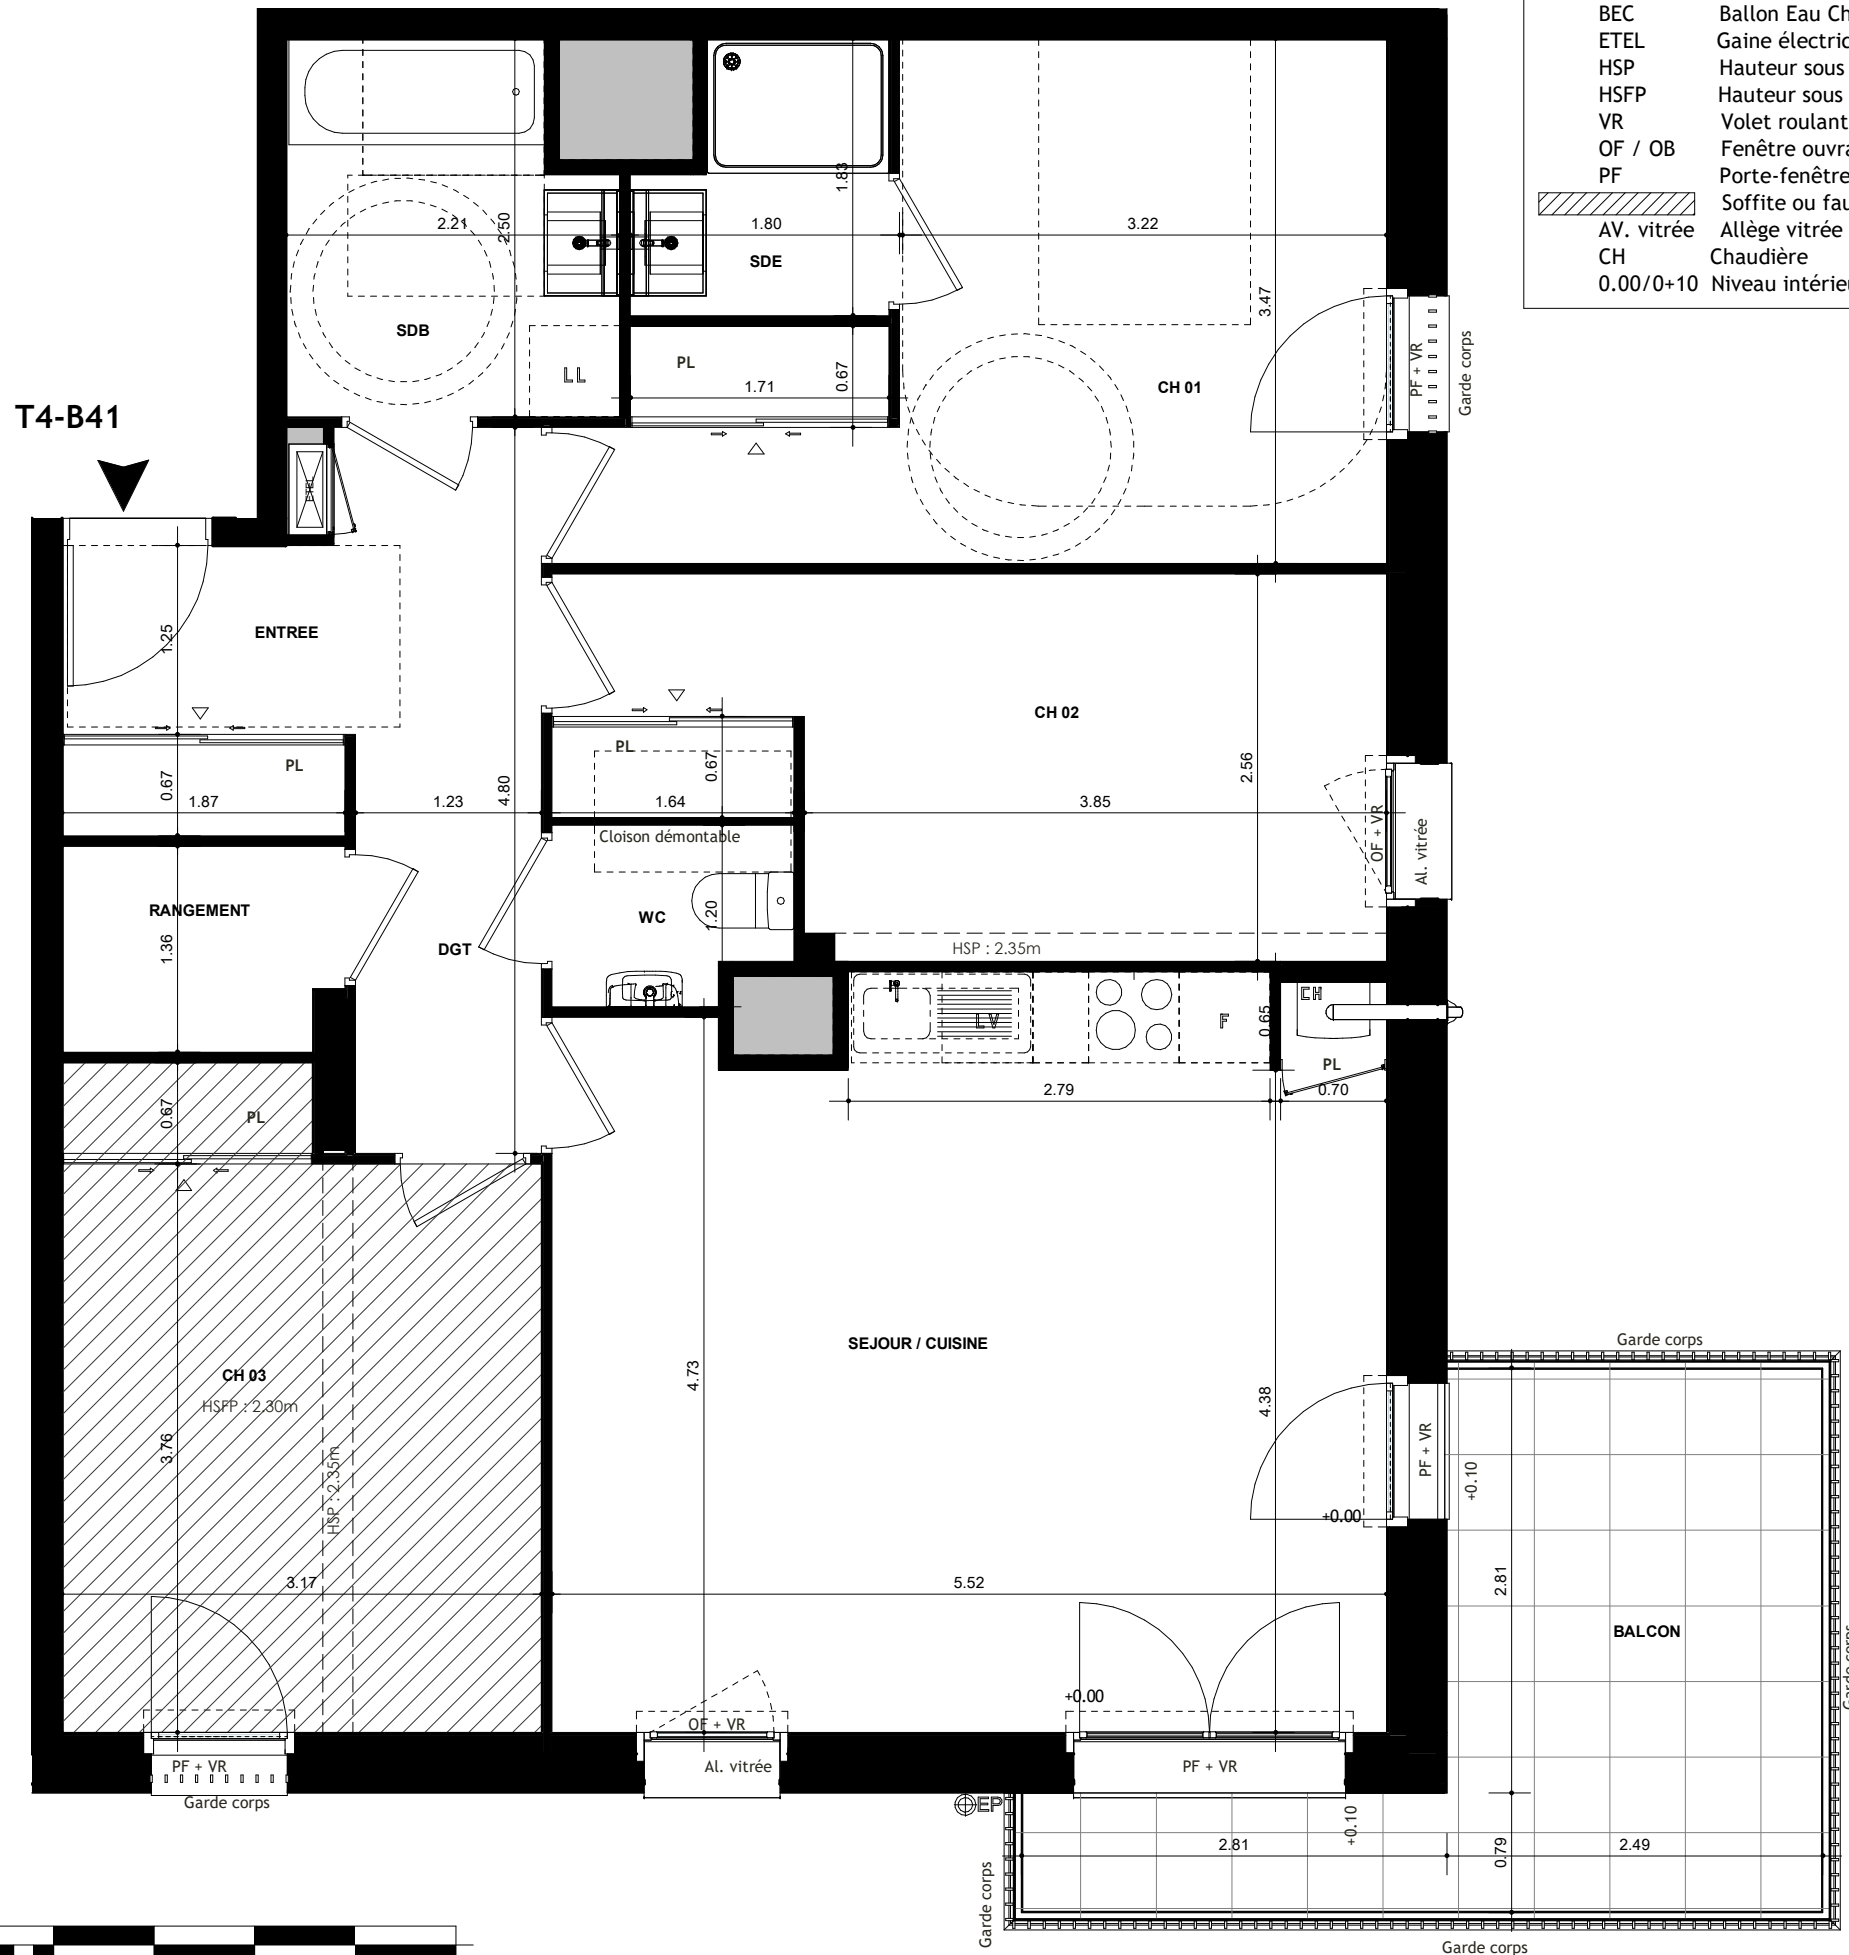 BEC Ballon Eau Ch
ETEL Gaine électric
HSP Hauteur sous
HSFP Hauteur sous
VR Volet roulant
OF / OB Fenêtre ouvra
PF Porte-fenêtre
Soffite ou fau
AV. vitrée Allège vitrée
CH Chaudière
0.00/0+10 Niveau intérieu
T4-B41
2.21
2.50
1.83
1.80
3.22
SDE
SDB
3.47
LL
PL
1.71
0.67
CH 01
PF + VR
Garde corps
ETEL
ENTREE
1.25
CH 02
PL
0.67
1.87
1.23
4.80
PL
0.67
1.64
3.85
2.56
Cloison démontable
OF + VR
Al. vitrée
RANGEMENT
1.36
DGT
WC
1.20
HSP : 2.35m
LV
F
0.65
CH
PL
0.70
2.79
0.67
PL
SEJOUR / CUISINE
4.73
4.38
CH 03
HSFP : 2.30m
3.76
HSP : 2.35m
3.17
5.52
+0.00
PF + VR
+0.10
Garde corps
2.81
BALCON
Garde corps
+0.00
OF + VR
PF + VR
Al. vitrée
PF + VR
Garde corps
EP
2.81
+0.10
0.79
2.49
Garde corps
Garde corps